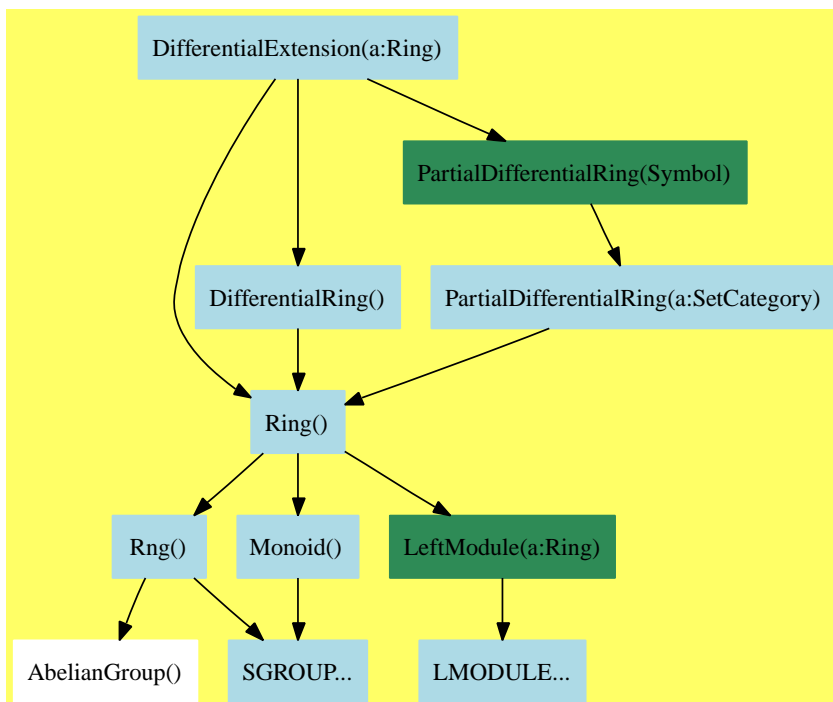 DifferentialExtension(a:Ring)
PartialDifferentialRing(Symbol)
DifferentialRing()
PartialDifferentialRing(a:SetCategory)
Ring()
Rng()
Monoid()
LeftModule(a:Ring)
AbelianGroup()
SGROUP...
LMODULE...